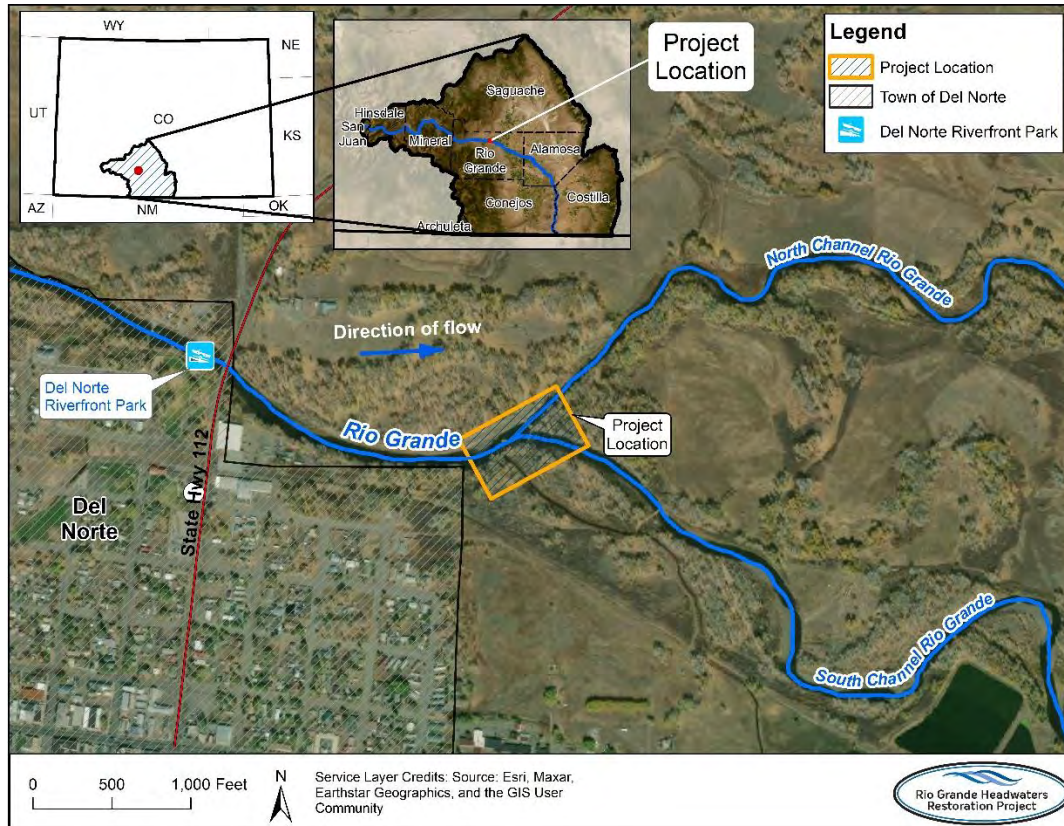 WY
NE
UT
CO
KS
AZ
NM
OK
Saguache
Hinsdale
San
Juan
Mineral
Rio
Grande
Alamosa
Conejos
Costilla
Archuleta
Project
Location
Legend
Project Location
Town of Del Norte
Del Norte Riverfront Park
North Channel Rio Grande
Direction of flow
Del Norte
Riverfront Park
Rio Grande
Project
Location
State Hwy 112
Del
Norte
South Channel Rio Grande
0 500 1,000 Feet
N
Service Layer Credits: Source: Esri, Maxar,
Earthstar Geographics, and the GIS User
Community
Rio Grande Headwaters
Restoration Project